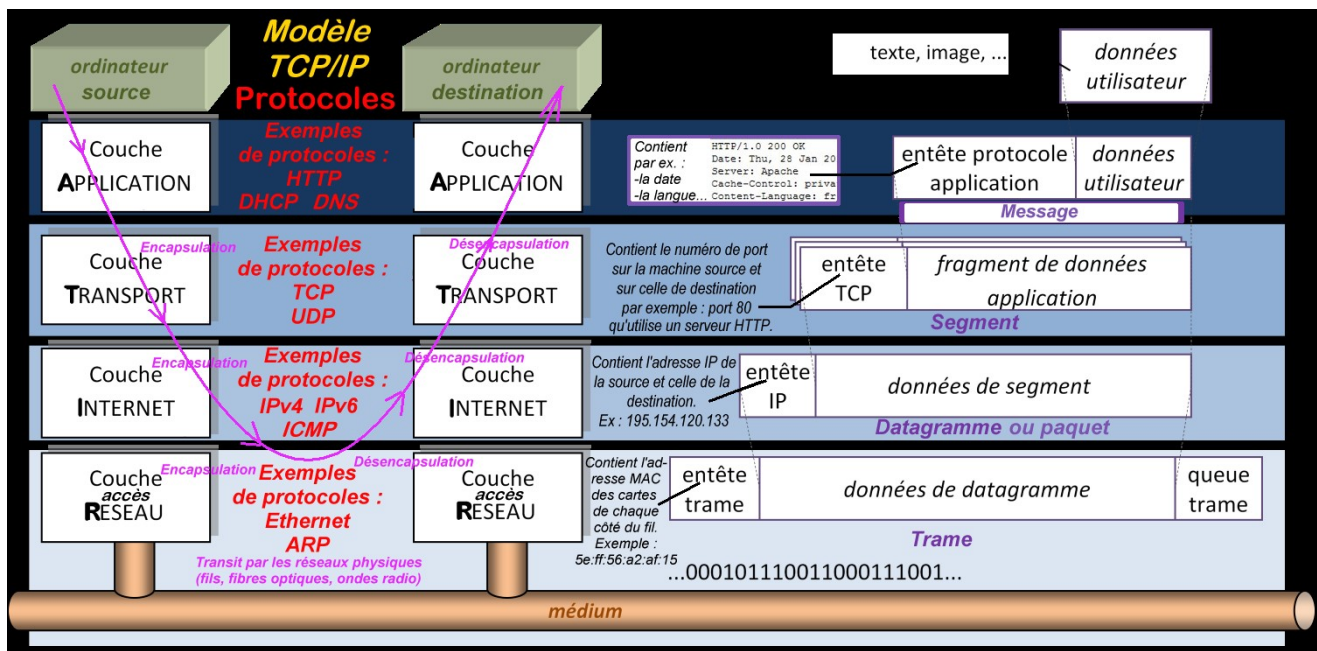 Modèle
TCP/IP
Protocoles
ordinateur
source
ordinateur
destination
texte, image, ...
données
utilisateur
Couche
APPLICATION
Exemples
de protocoles :
HTTP
DHCP DNS
Couche
APPLICATION
Contient
par ex. :
-la date
-la langue...
HTTP/1.0 200 OK
Date: Thu, 28 Jan 20
Server: Apache
Cache-Control: priva
Content-Language: fr
entête protocole
application
données
utilisateur
Message
Encapsulation
Couche
TRANSPORT
Exemples
de protocoles :
TCP
UDP
Désencapsulation
Couche
TRANSPORT
Contient le numéro de port
sur la machine source et
sur celle de destination
par exemple : port 80
qu'utilise un serveur HTTP.
entête
TCP
fragment de données
application
Segment
Encapsulation
Couche
INTERNET
Exemples
de protocoles :
IPv4 IPv6
ICMP
Désencapsulation
Couche
INTERNET
Contient l'adresse IP de
la source et celle de la
destination.
Ex : 195.154.120.133
entête
IP
données de segment
Datagramme ou paquet
Encapsulation
Couche
accès
RESEAU
Exemples
de protocoles :
Ethernet
ARP
Désencapsulation
Couche
accès
RESEAU
Contient l'ad-
resse MAC
des cartes
de chaque
côté du fil.
Exemple :
5e:ff:56:a2:af:15
entête
trame
données de datagramme
queue
trame
Trame
Transit par les réseaux physiques
(fils, fibres optiques, ondes radio)
...000101110011000111001...
médium